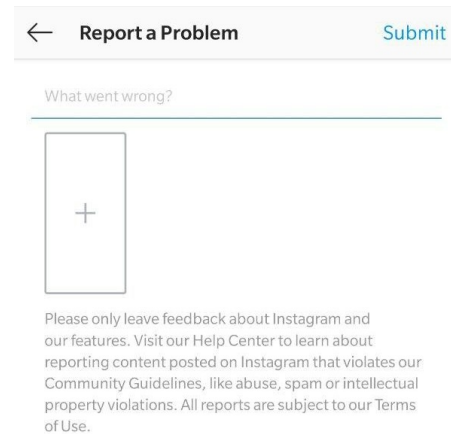 Report a Problem Submit
What went wrong?
Please only leave feedback about Instagram and
our features. Visit our Help Center to learn about
reporting content posted on Instagram that violates our
Community Guidelines, like abuse, spam or intellectual
property violations. All reports are subject to our Terms
of Use.